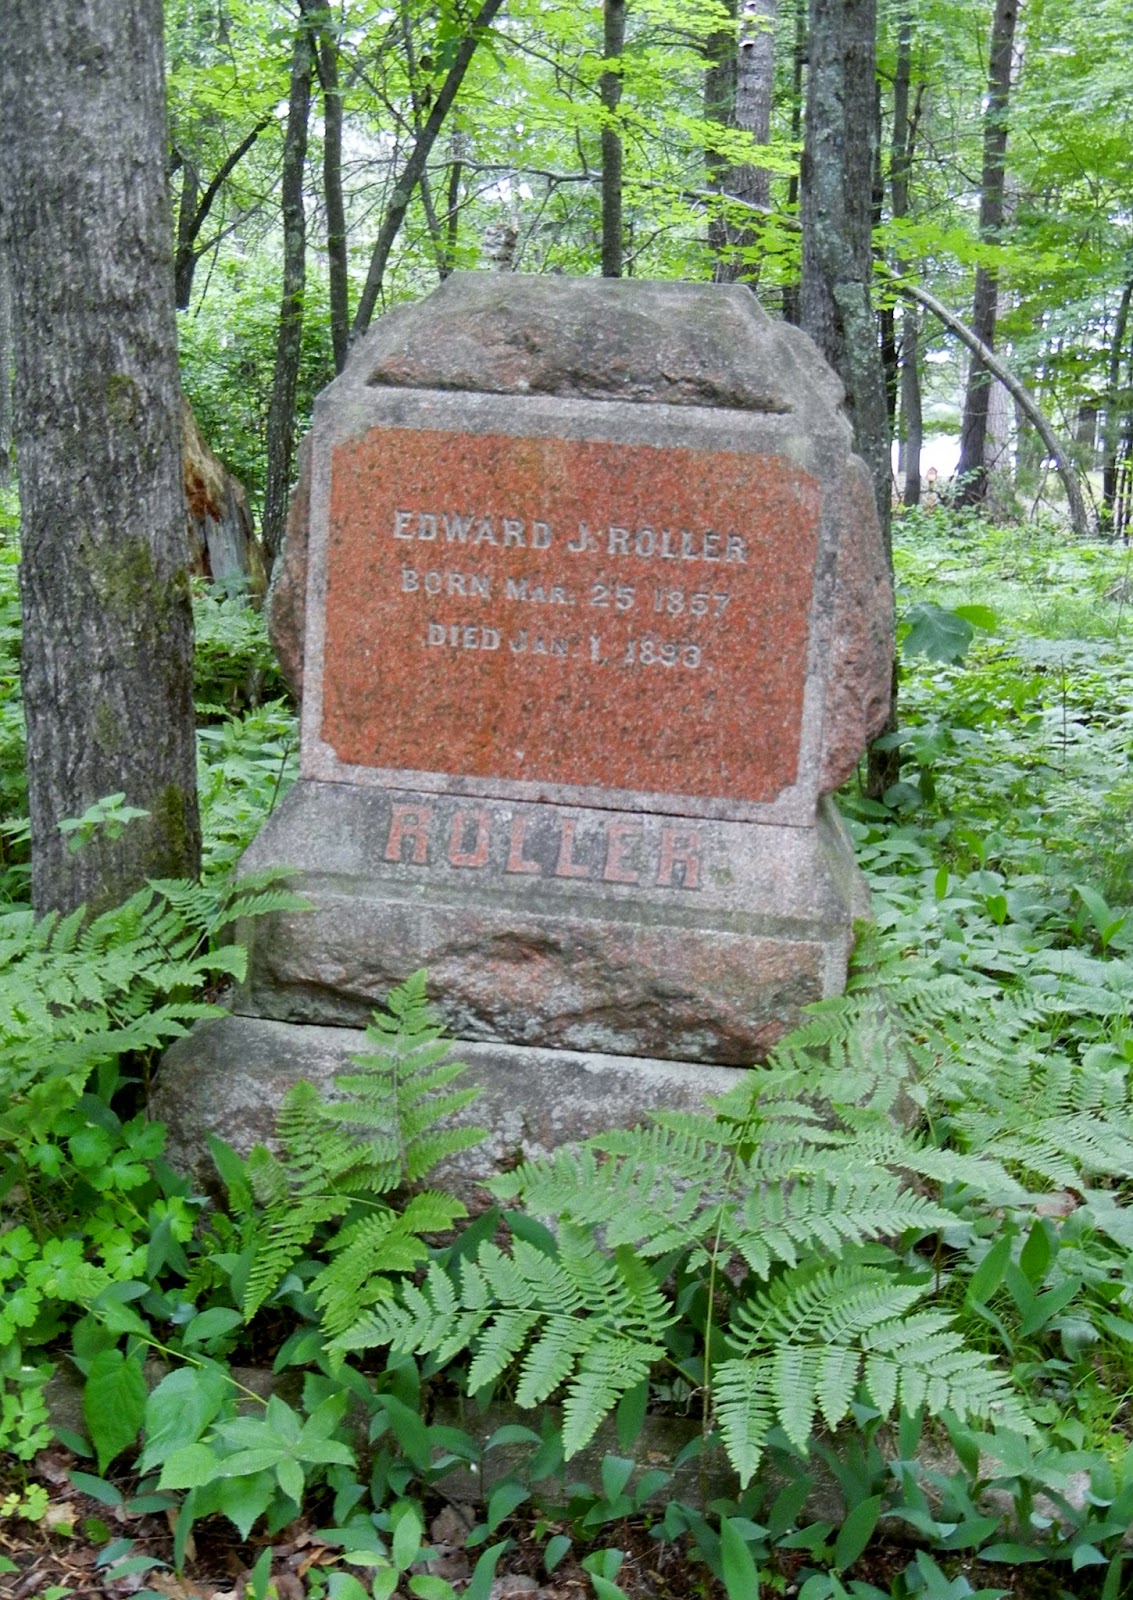 EDWARD J. ROLLER
BORN MAR. 25 1857
DIED JAN. 1, 1893.
ROLLER